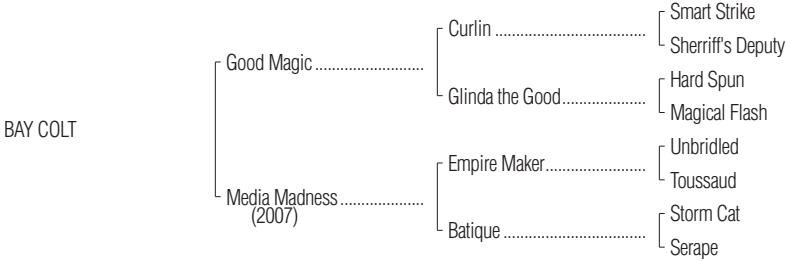 Smart Strike
Curlin ....................................
Sherriff's Deputy
Good Magic ..........................
Hard Spun
Glinda the Good....................
Magical Flash
BAY COLT
Unbridled
Empire Maker........................
Toussaud
Media Madness ....................
(2007)
Storm Cat
Batique ..................................
Serape